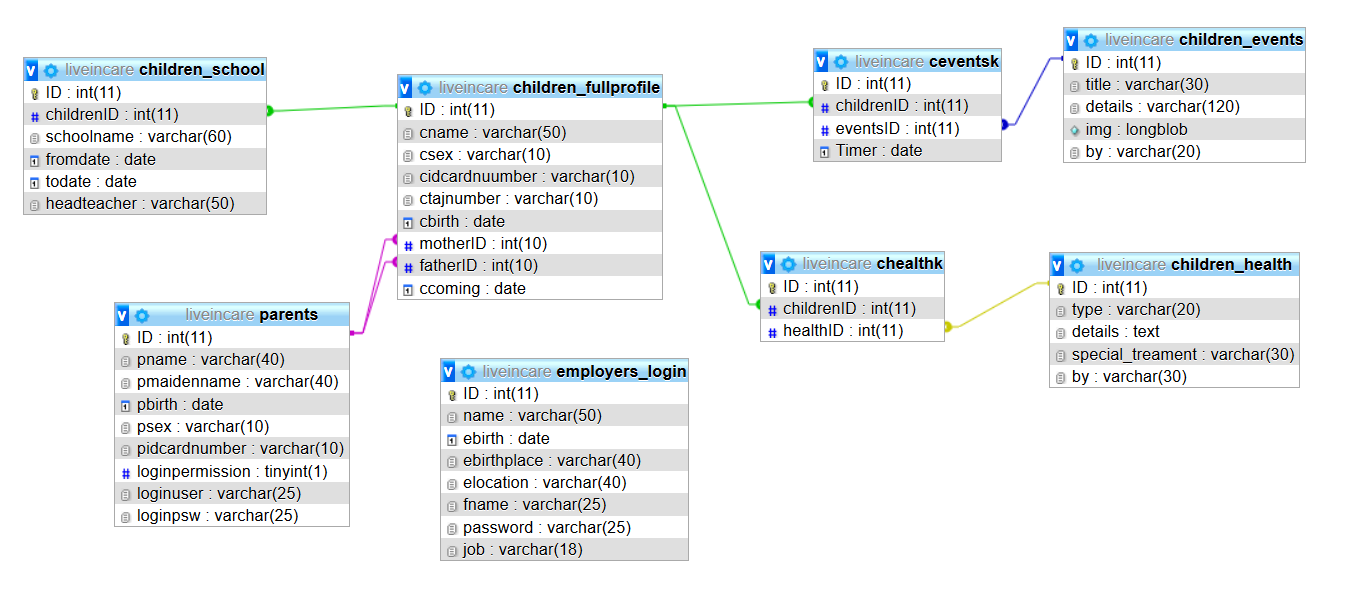 liveincare children_school
ID : int(11)
childrenID : int(11)
schoolname : varchar(60)
fromdate : date
todate : date
headteacher : varchar(50)
liveincare children_fullprofile
ID : int(11)
cname : varchar(50)
csex : varchar(10)
cidcardnuumber : varchar(10)
ctajnumber : varchar(10)
cbirth : date
motherID : int(10)
fatherID : int(10)
ccoming : date
liveincare ceventsk
ID : int(11)
childrenID : int(11)
eventsID : int(11)
Timer : date
liveincare children_events
ID : int(11)
title : varchar(30)
details : varchar(120)
img : longblob
by : varchar(20)
liveincare parents
ID : int(11)
pname : varchar(40)
pmaidenname : varchar(40)
pbirth : date
psex : varchar(10)
pidcardnumber : varchar(10)
loginpermission : tinyint(1)
loginuser : varchar(25)
loginpsw : varchar(25)
liveincare employers_login
ID : int(11)
name : varchar(50)
ebirth : date
ebirthplace : varchar(40)
elocation : varchar(40)
fname : varchar(25)
password : varchar(25)
job : varchar(18)
liveincare chealthk
ID : int(11)
childrenID : int(11)
healthID : int(11)
liveincare children_health
ID : int(11)
type : varchar(20)
details : text
special_treament : varchar(30)
by : varchar(30)